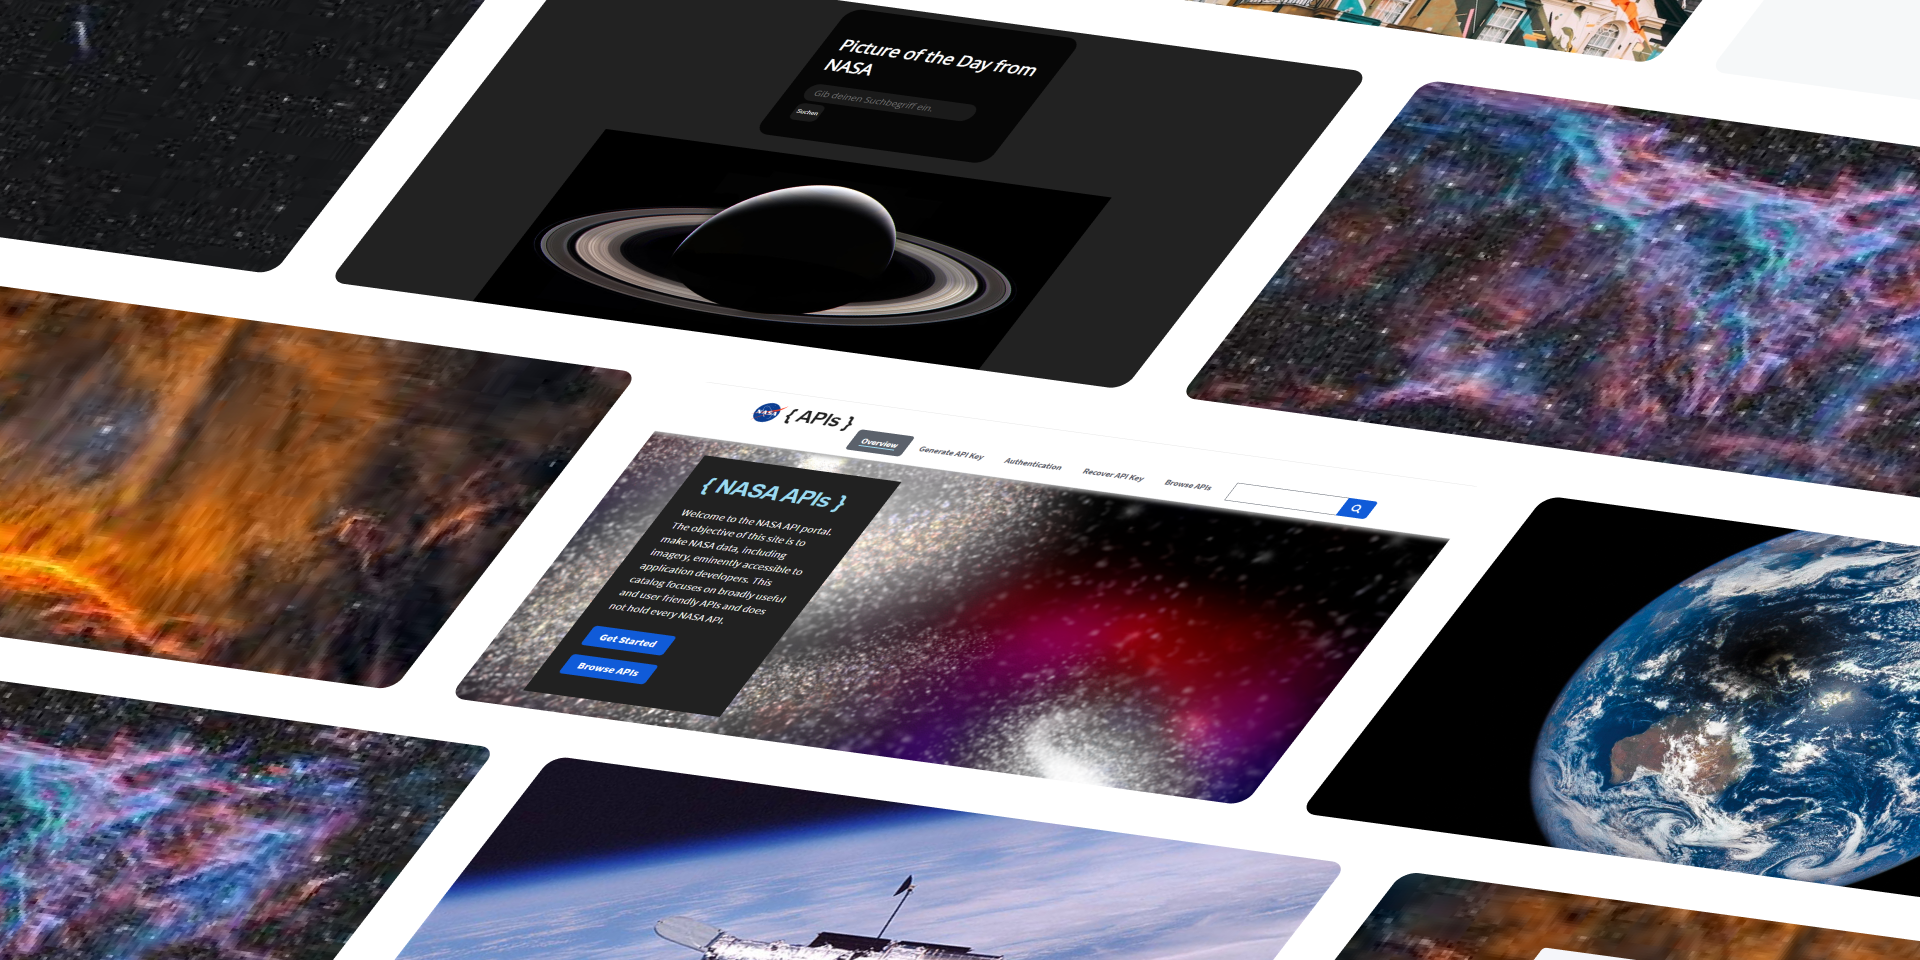 Picture of the Day from
NASA
Gib deinen Suchbegriff ein.
Suchen
NASA
{ APIs }
Overview
Generate API Key
Authentication
Recover API Key
Browse APIs
{ NASA APIs }
Welcome to the NASA API portal.
The objective of this site is to
make NASA data, including
imagery, eminently accessible to
application developers. This
catalog focuses on broadly useful
and user friendly APIs and does
not hold every NASA API.
Get Started
Browse APIs